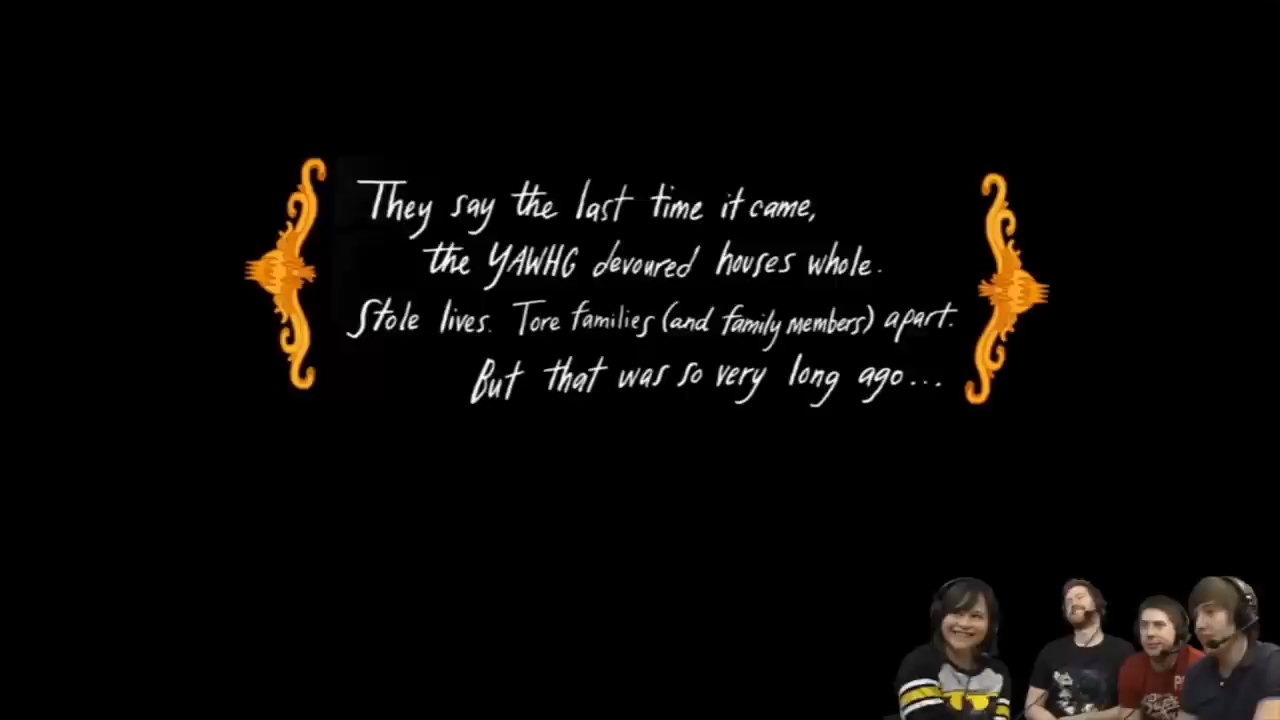 They say the last time it came,
the YAWHG devoured houses whole.
Stole lives. Tore families (and family members) apart.
But that was so very long ago...